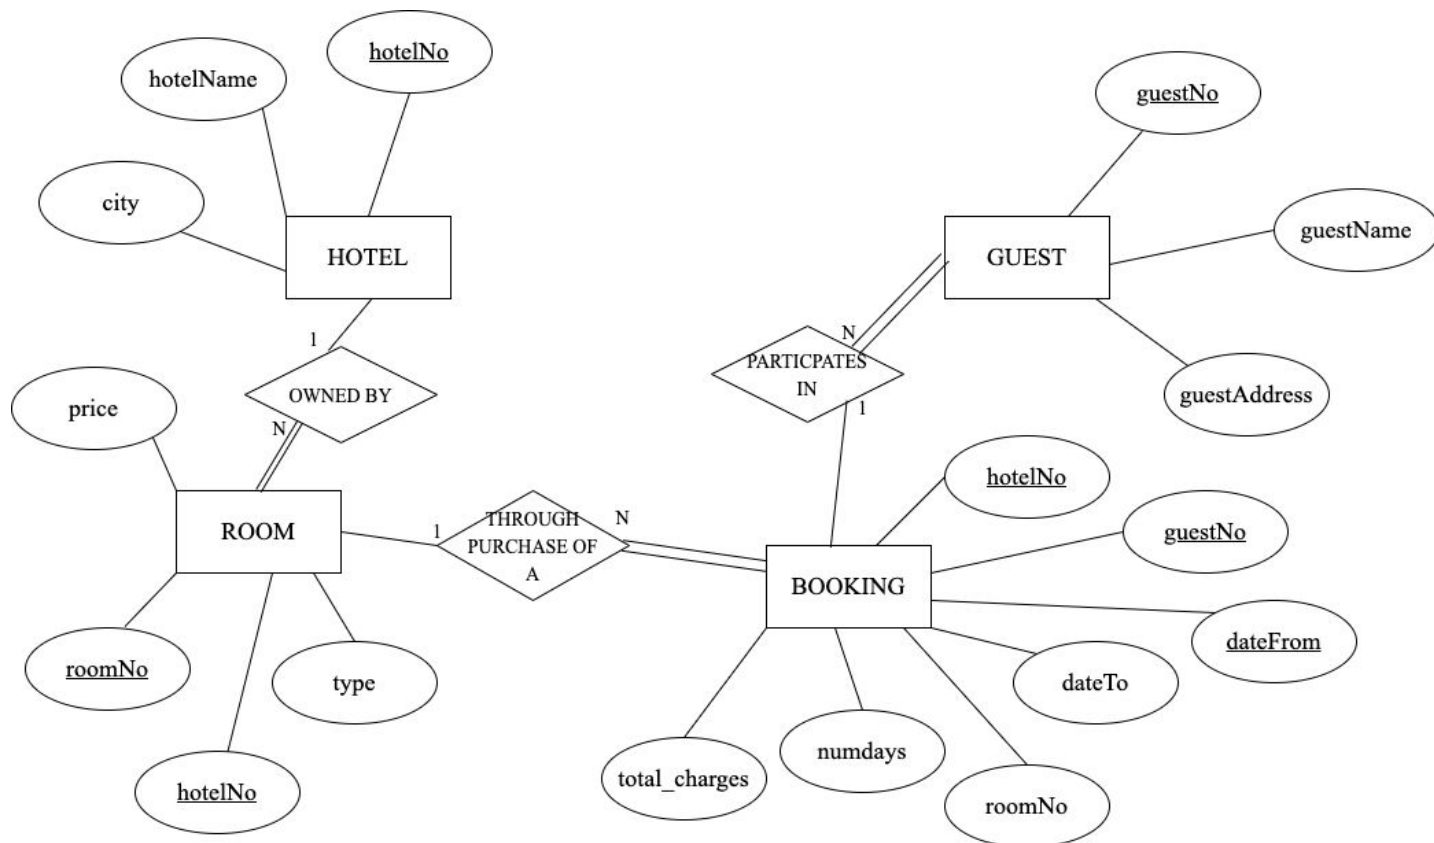 hotelNo
hotelName
guestNo
city
guestName
HOTEL
GUEST
1
N
PARTICPATES
IN
OWNED BY
guestAddress
price
1
N
hotelNo
ROOM
1
THROUGH
PURCHASE OF
A
N
guestNo
BOOKING
dateFrom
roomNo
type
dateTo
numdays
total_charges
hotelNo
roomNo